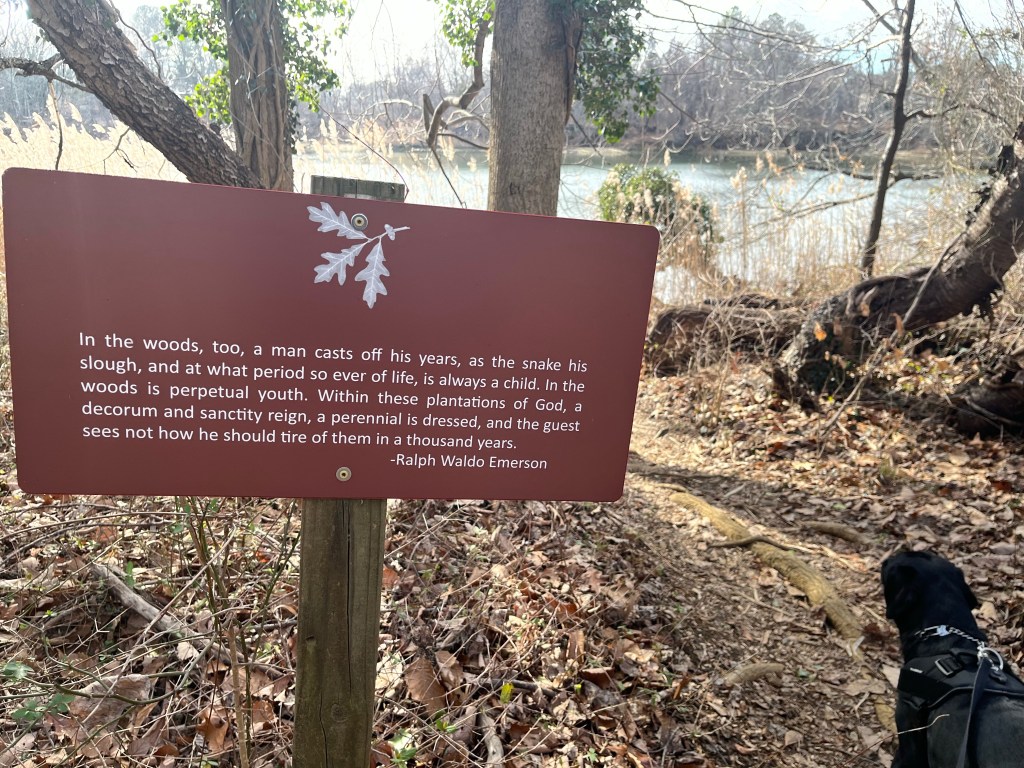 In the woods, too, a man casts off his years, as the snake his
slough, and at what period so ever of life, is always a child. In the
woods is perpetual youth. Within these plantations of God, a
decorum and sanctity reign, a perennial is dressed, and the guest
sees not how he should tire of them in a thousand years.
-Ralph Waldo Emerson